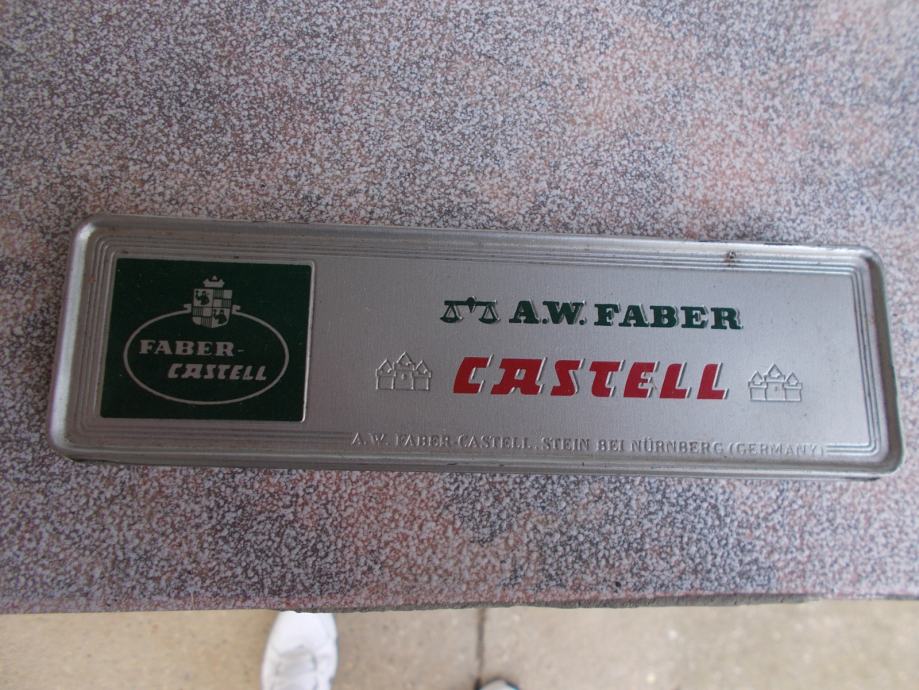 FABER-
CASTELL
A.W. FABER
CASTELL
A.W. FABER-CASTELL, STEIN BEI NÜRNBERG (GERMANY)